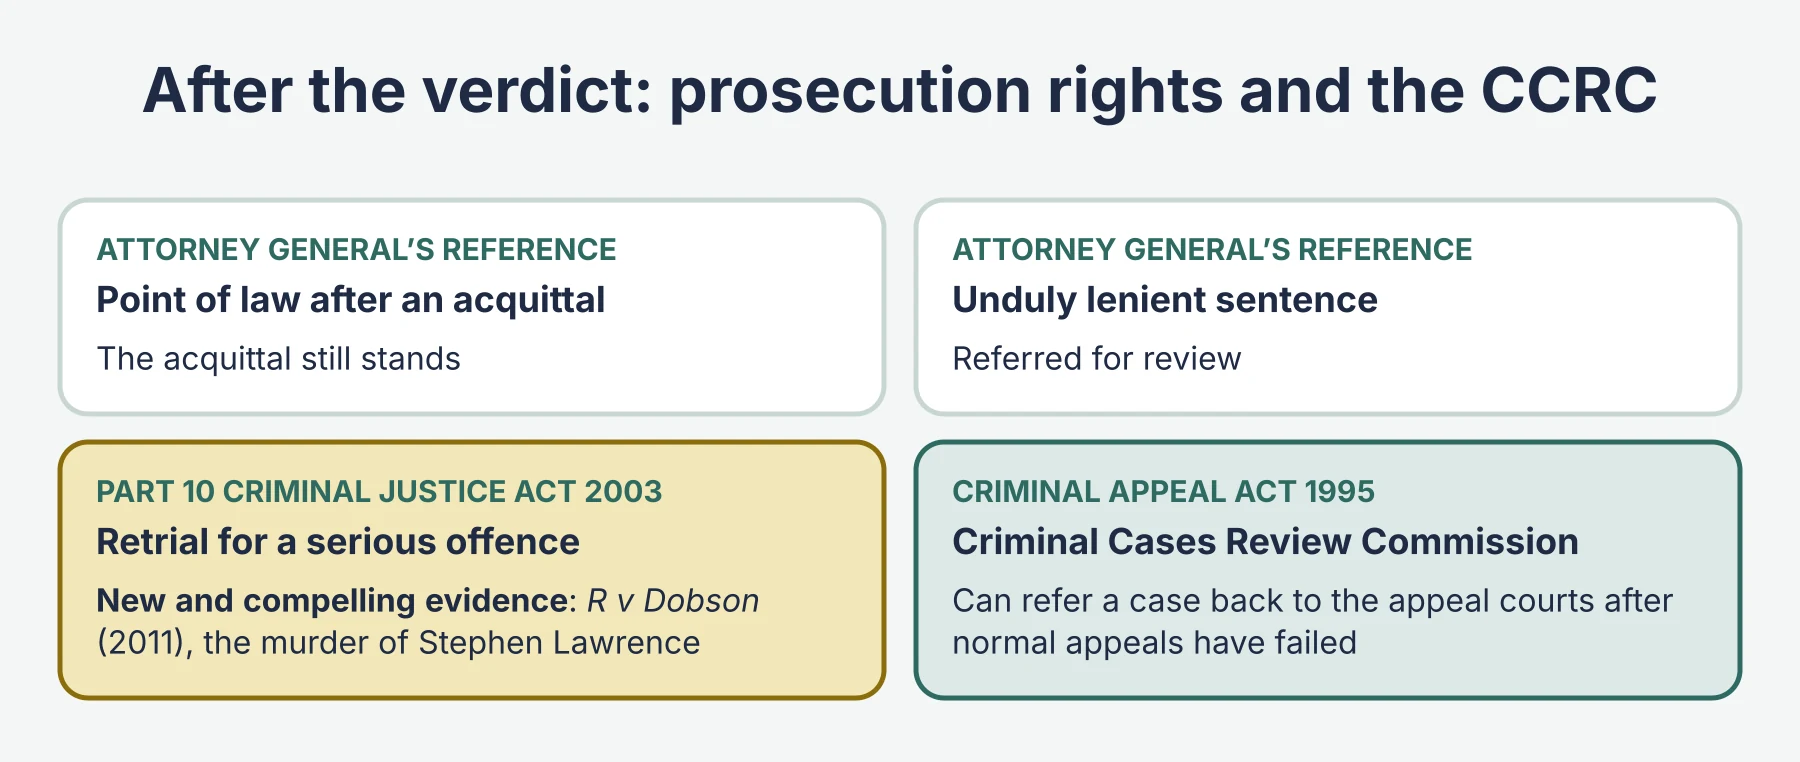 After the verdict: prosecution rights and the CCRC
ATTORNEY GENERAL’S REFERENCE
Point of law after an acquittal
The acquittal still stands
ATTORNEY GENERAL’S REFERENCE
Unduly lenient sentence
Referred for review
PART 10 CRIMINAL JUSTICE ACT 2003
Retrial for a serious offence
New and compelling evidence: R v Dobson
(2011), the murder of Stephen Lawrence
CRIMINAL APPEAL ACT 1995
Criminal Cases Review Commission
Can refer a case back to the appeal courts after
normal appeals have failed